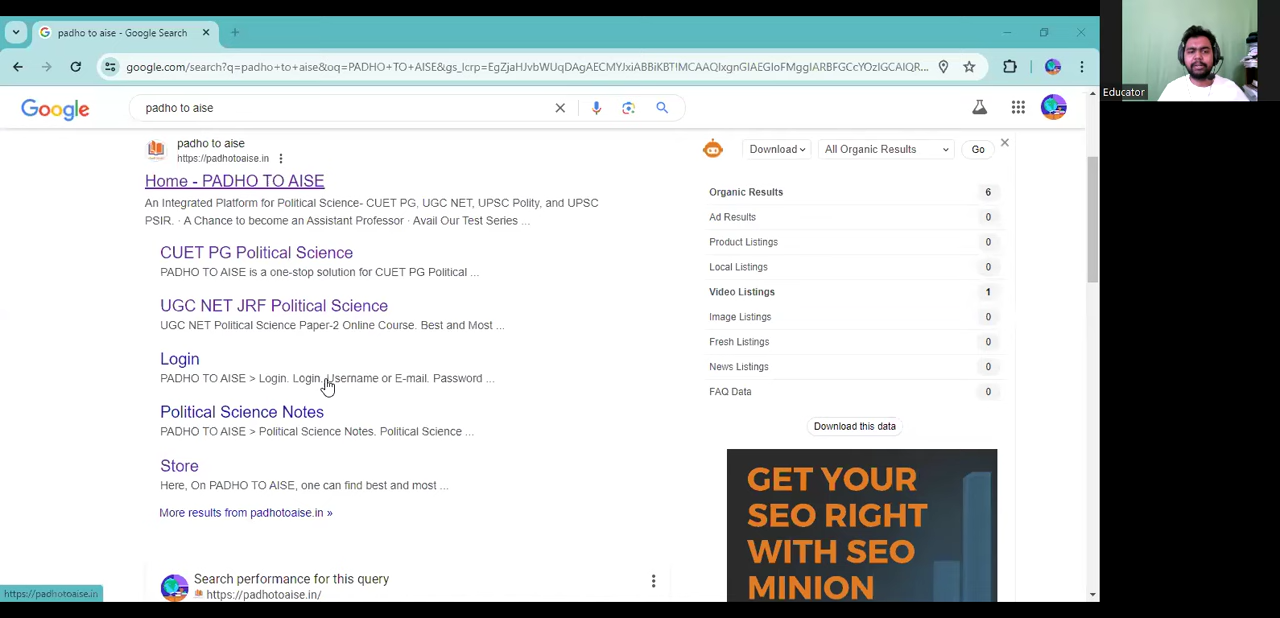 padho to aise - Google Search
google.com/search?q=padho+to+aise&oq=PADHO+TO+AISE&gs_lcrp=
Google
padho to aise
padho to aise
https://padhotoaise.in
Home - PADHO TO AISE
An Integrated Platform for Political Science- CUET PG, UGC NET, UPSC Polity, and UPSC
PSIR. · A Chance to become an Assistant Professor · Avail Our Test Series ...
CUET PG Political Science
PADHO TO AISE is a one-stop solution for CUET PG Political ...
UGC NET JRF Political Science
UGC NET Political Science Paper-2 Online Course. Best and Most ...
Login
PADHO TO AISE > Login. Login. Username or E-mail. Password ...
Political Science Notes
PADHO TO AISE > Political Science Notes. Political Science ...
Store
Here, On PADHO TO AISE, one can find best and most ...
More results from padhotoaise.in »
Search performance for this query
https://padhotoaise.in/
https://padhotoaise.in
Download All Organic Results Go
Organic Results 6
Ad Results 0
Product Listings 0
Local Listings 0
Video Listings 1
Image Listings 0
Fresh Listings 0
News Listings 0
FAQ Data 0
Download this data
GET YOUR
SEO RIGHT
WITH SEO
MINION
Educator